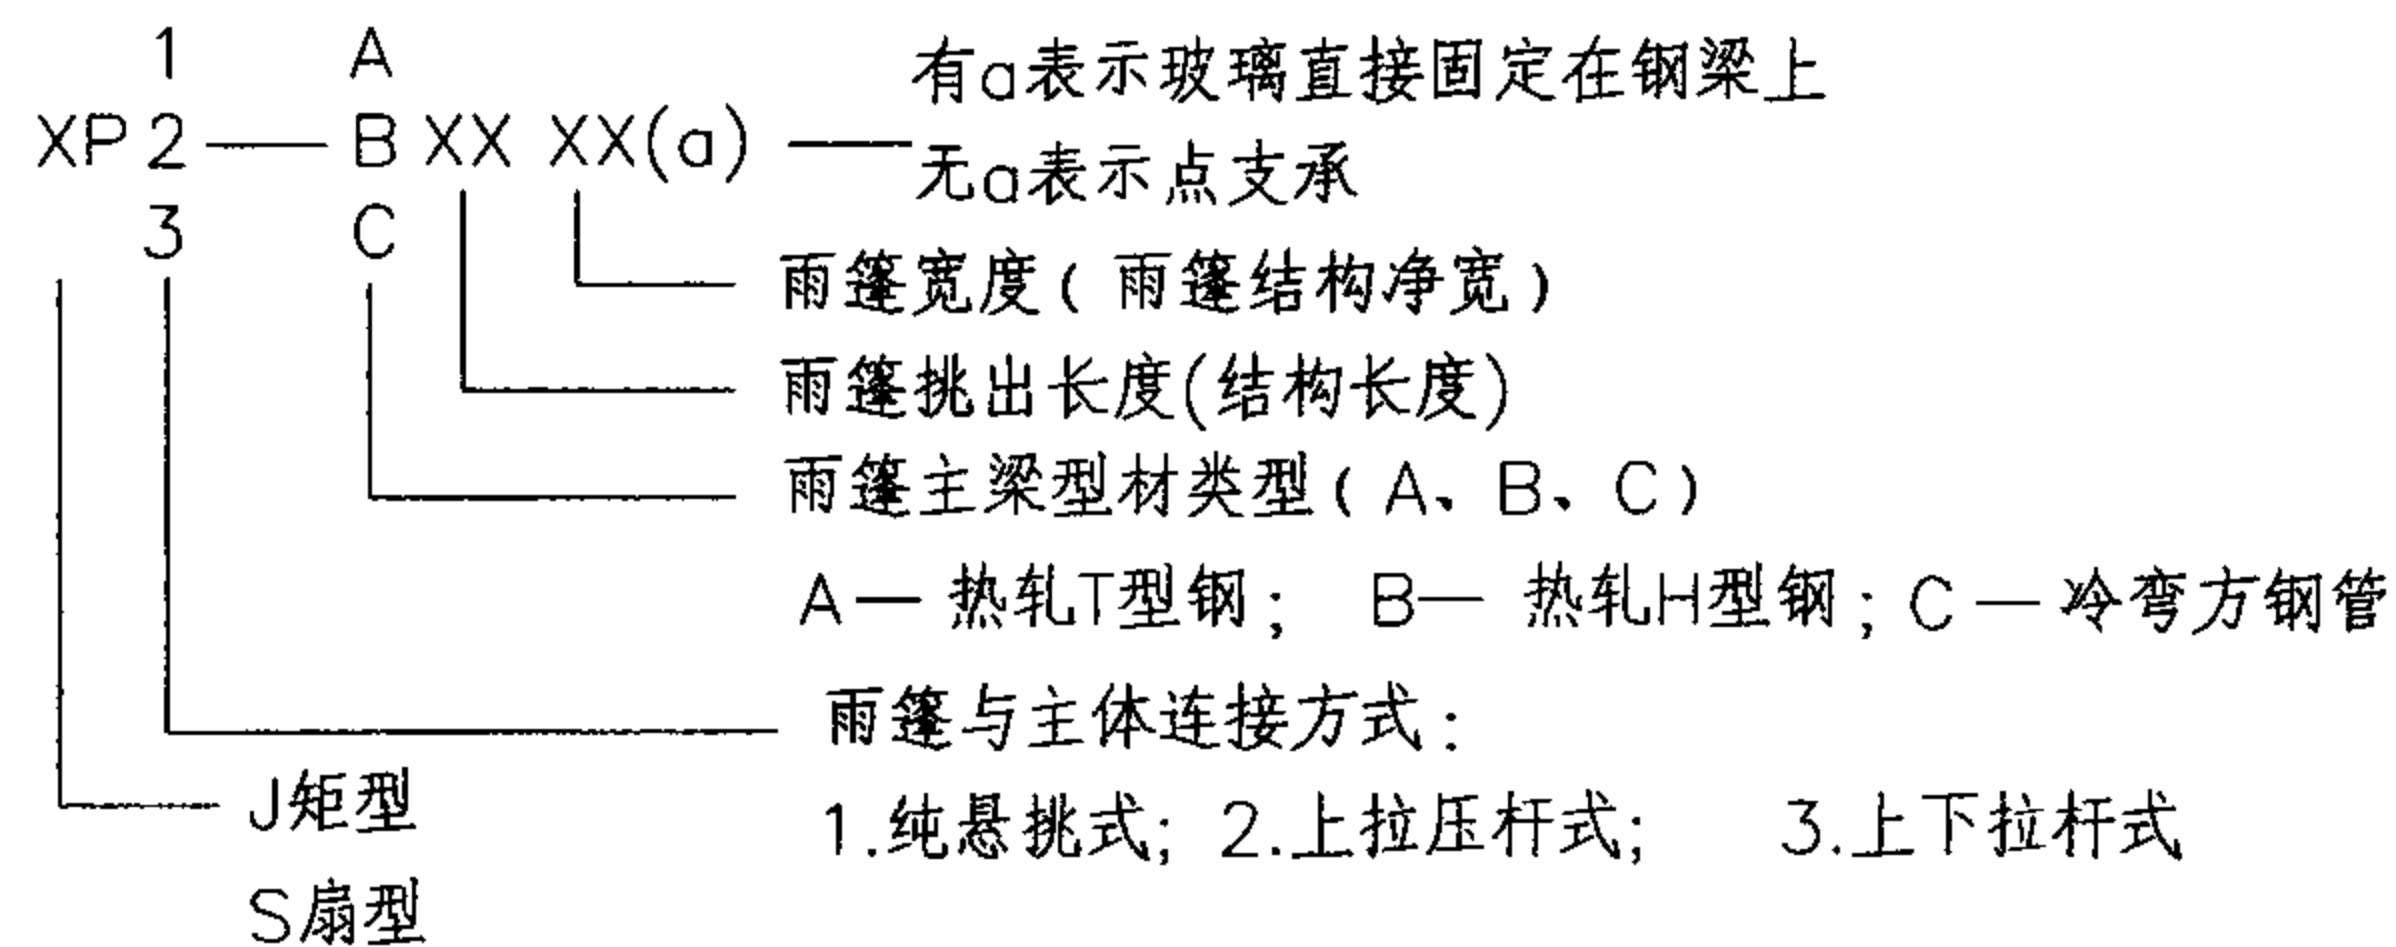 1 A
有a表示玻璃直接固定在钢梁上
XP 2 — B XX XX(a) —
无a表示点支承
3 C
雨篷宽度(雨篷结构净宽)
雨篷挑出长度(结构长度)
雨篷主梁型材类型(A、B、C)
A—热轧T型钢; B—热轧H型钢; C—冷弯方钢管
雨篷与主体连接方式:
J矩型
1.纯悬挑式; 2.上拉压杆式; 3.上下拉杆式
S扇型